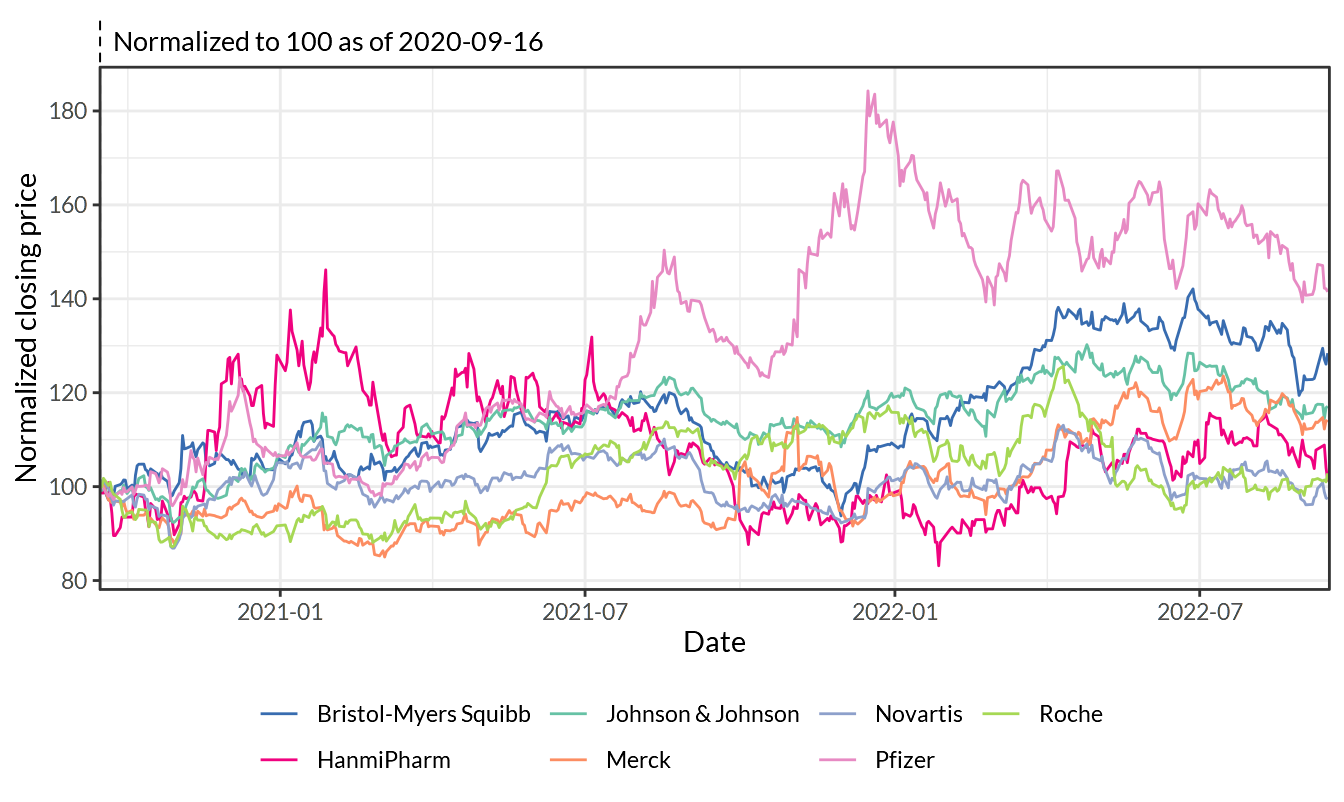 Normalized to 100 as of 2020-09-16
Normalized closing price
180
160
140
120
100
80
2021-01
2021-07
2022-01
2022-07
Date
Bristol-Myers Squibb
Johnson & Johnson
Novartis
Roche
HanmiPharm
Merck
Pfizer